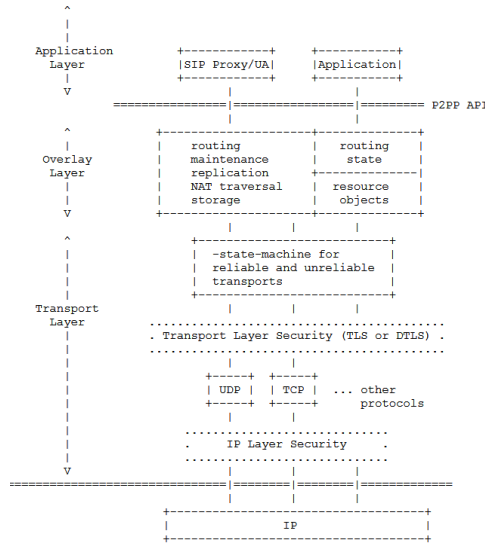 Application
Layer
SIP Proxy/UA Application
P2PP API
routing routing
Overlay maintenance state
Layer replication
NAT traversal resource
storage objects
-state-machine for
reliable and unreliable
transports
Transport
Layer
Transport Layer Security (TLS or DTLS)
UDP TCP ... other
protocols
IP Layer Security
IP